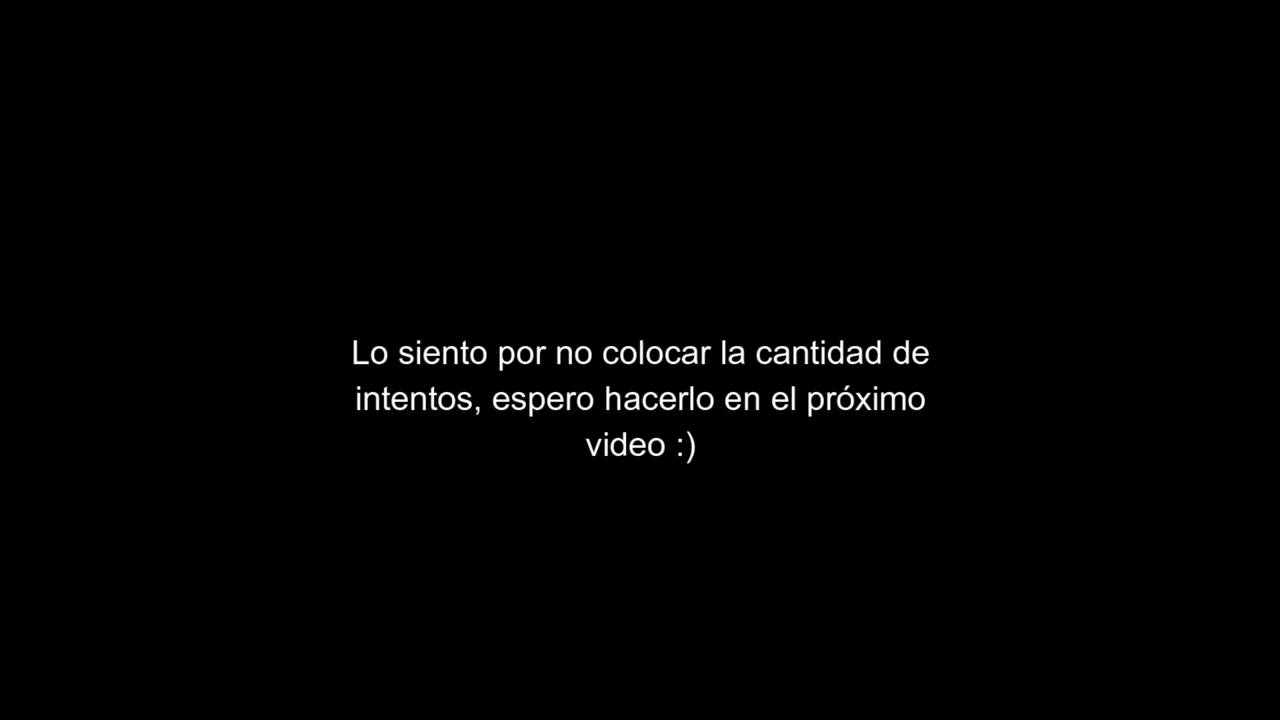 Lo siento por no colocar la cantidad de
intentos, espero hacerlo en el próximo
video :)